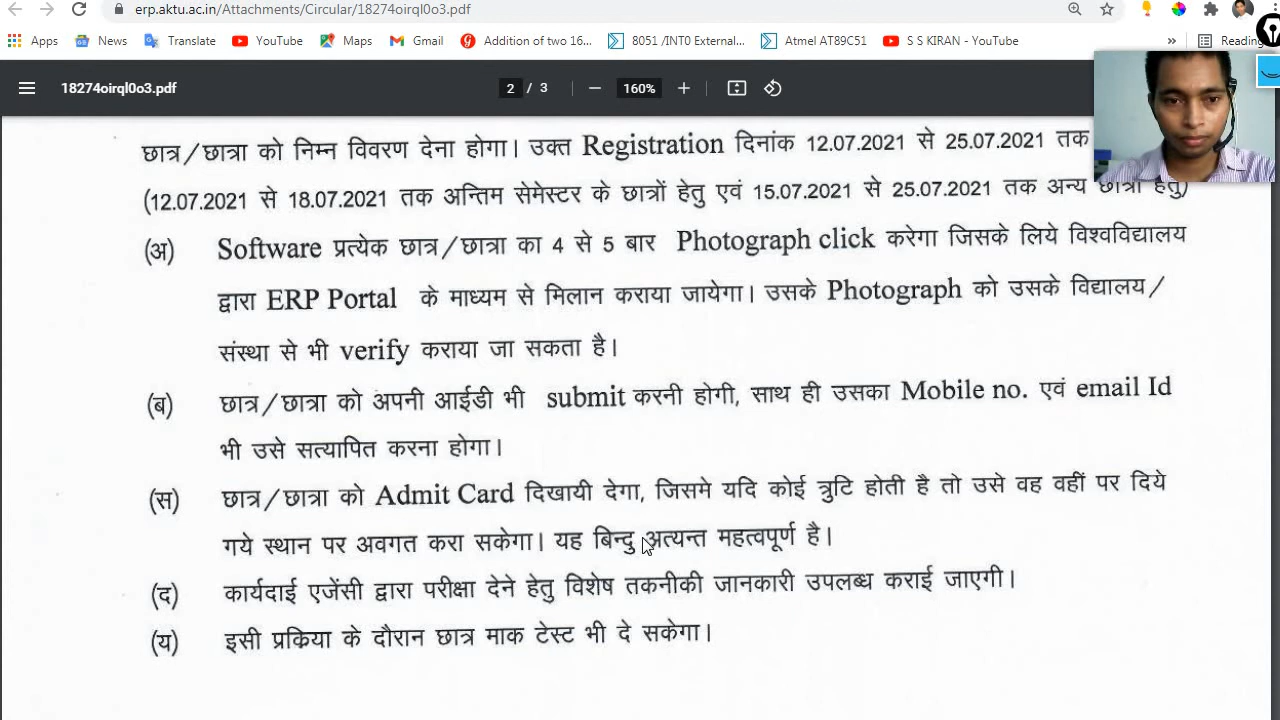 erp.aktu.ac.in/Attachments/Circular/18274oirql0o3.pdf
Apps News Translate YouTube Maps Gmail Addition of two 16... 8051 /INT0 External,... Atmel AT89C51 S S KIRAN - YouTube » Reading
18274oirql0o3.pdf 2 / 3 160%
छात्र/छात्रा को निम्न विवरण देना होगा। उक्त Registration दिनांक 12.07.2021 से 25.07.2021 तक
(12.07.2021 से 18.07.2021 तक अन्तिम सेमेस्टर के छात्रों हेतु एवं 15.07.2021 से 25.07.2021 तक अन्य छात्रों हेतु)
(अ) Software प्रत्येक छात्र/छात्रा का 4 से 5 बार Photograph click करेगा जिसके लिये विश्वविद्यालय
द्वारा ERP Portal के माध्यम से मिलान कराया जायेगा। उसके Photograph को उसके विद्यालय/
संस्था से भी verify कराया जा सकता है।
(ब) छात्र/छात्रा को अपनी आईडी भी submit करनी होगी, साथ ही उसका Mobile no. एवं email Id
भी उसे सत्यापित करना होगा।
(स) छात्र/छात्रा को Admit Card दिखायी देगा, जिसमे यदि कोई त्रुटि होती है तो उसे वह वहीं पर दिये
गये स्थान पर अवगत करा सकेगा। यह बिन्दु अत्यन्त महत्वपूर्ण है।
(द) कार्यदाई एजेंसी द्वारा परीक्षा देने हेतु विशेष तकनीकी जानकारी उपलब्ध कराई जाएगी।
(य) इसी प्रकिया के दौरान छात्र माक टेस्ट भी दे सकेगा।